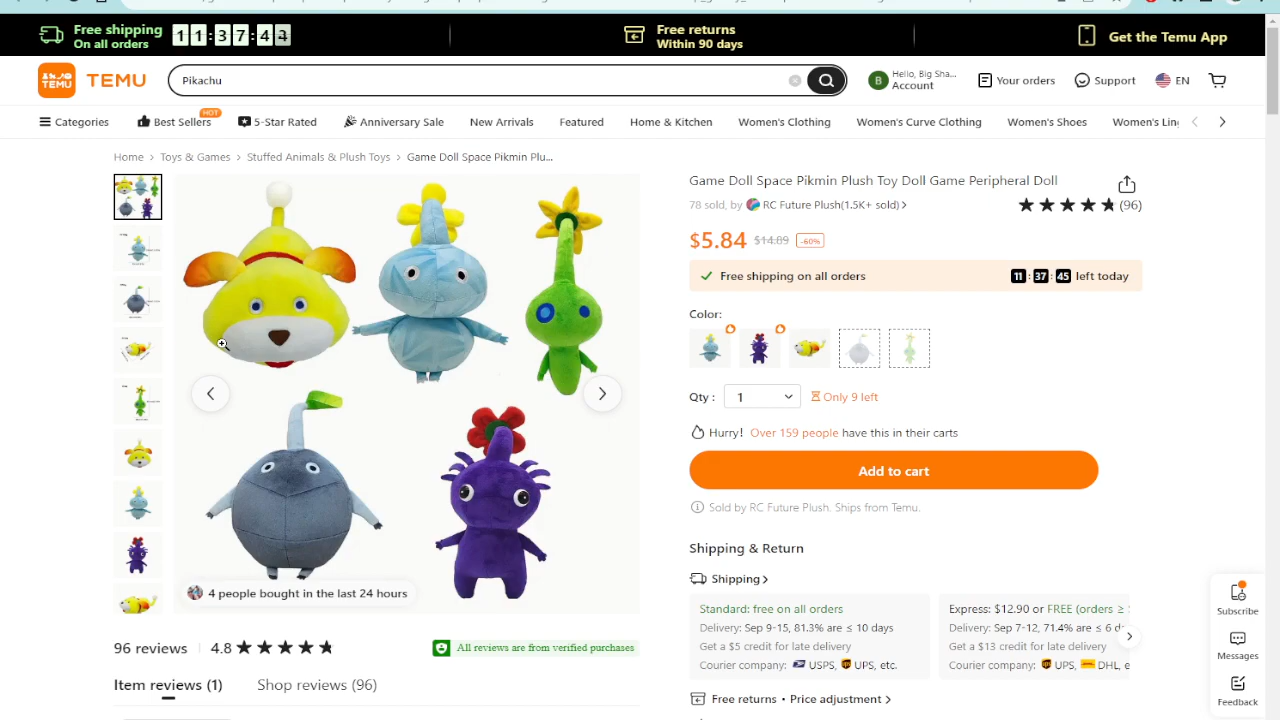 Free shipping
On all orders
11:37:4
Free returns
Within 90 days
Get the Temu App
TEMU
TEMU
Pikachu
B
Hello, Big Sha...
Account
Your orders
Support
EN
Categories
Best Sellers
HOT
5-Star Rated
Anniversary Sale
New Arrivals
Featured
Home & Kitchen
Women's Clothing
Women's Curve Clothing
Women's Shoes
Women's Lin
Home > Toys & Games > Stuffed Animals & Plush Toys > Game Doll Space Pikmin Plu...
Game Doll Space Pikmin Plush Toy Doll Game Peripheral Doll
78 sold, by RC Future Plush(1.5K+ sold) >
(96)
$5.84 $14.89 -60%
Free shipping on all orders
11:37:45 left today
Color:
Qty : 1
Only 9 left
Hurry! Over 159 people have this in their carts
Add to cart
Sold by RC Future Plush. Ships from Temu.
Shipping & Return
Shipping >
Standard: free on all orders
Delivery: Sep 9-15, 81.3% are ≤ 10 days
Get a $5 credit for late delivery
Courier company: USPS, UPS, etc.
Express: $12.90 or FREE (orders ≥
Delivery: Sep 7-12, 71.4% are ≤ 6 d
Get a $13 credit for late delivery
Courier company: UPS, DHL, e
Free returns • Price adjustment >
4 people bought in the last 24 hours
96 reviews
4.8
All reviews are from verified purchases
Item reviews (1)
Shop reviews (96)
Subscribe
Messages
Feedback